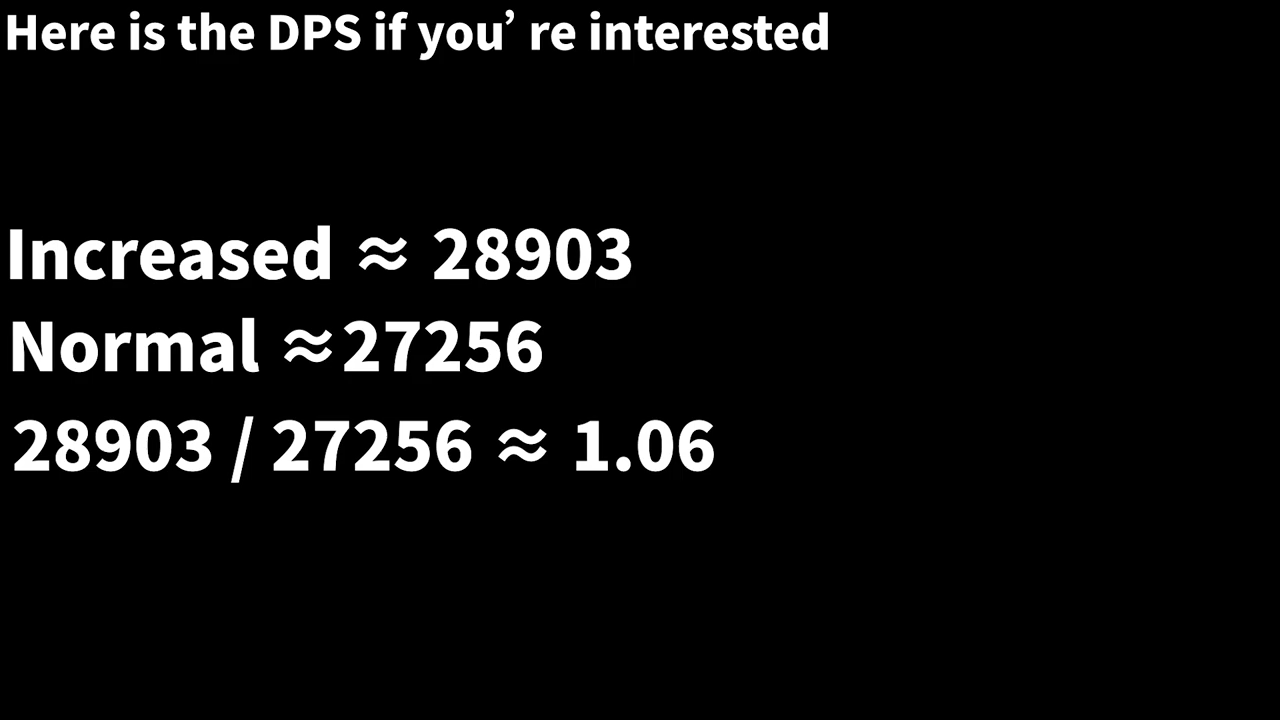 Here is the DPS if you’ re interested
Increased ≈ 28903
Normal ≈27256
28903 / 27256 ≈ 1.06